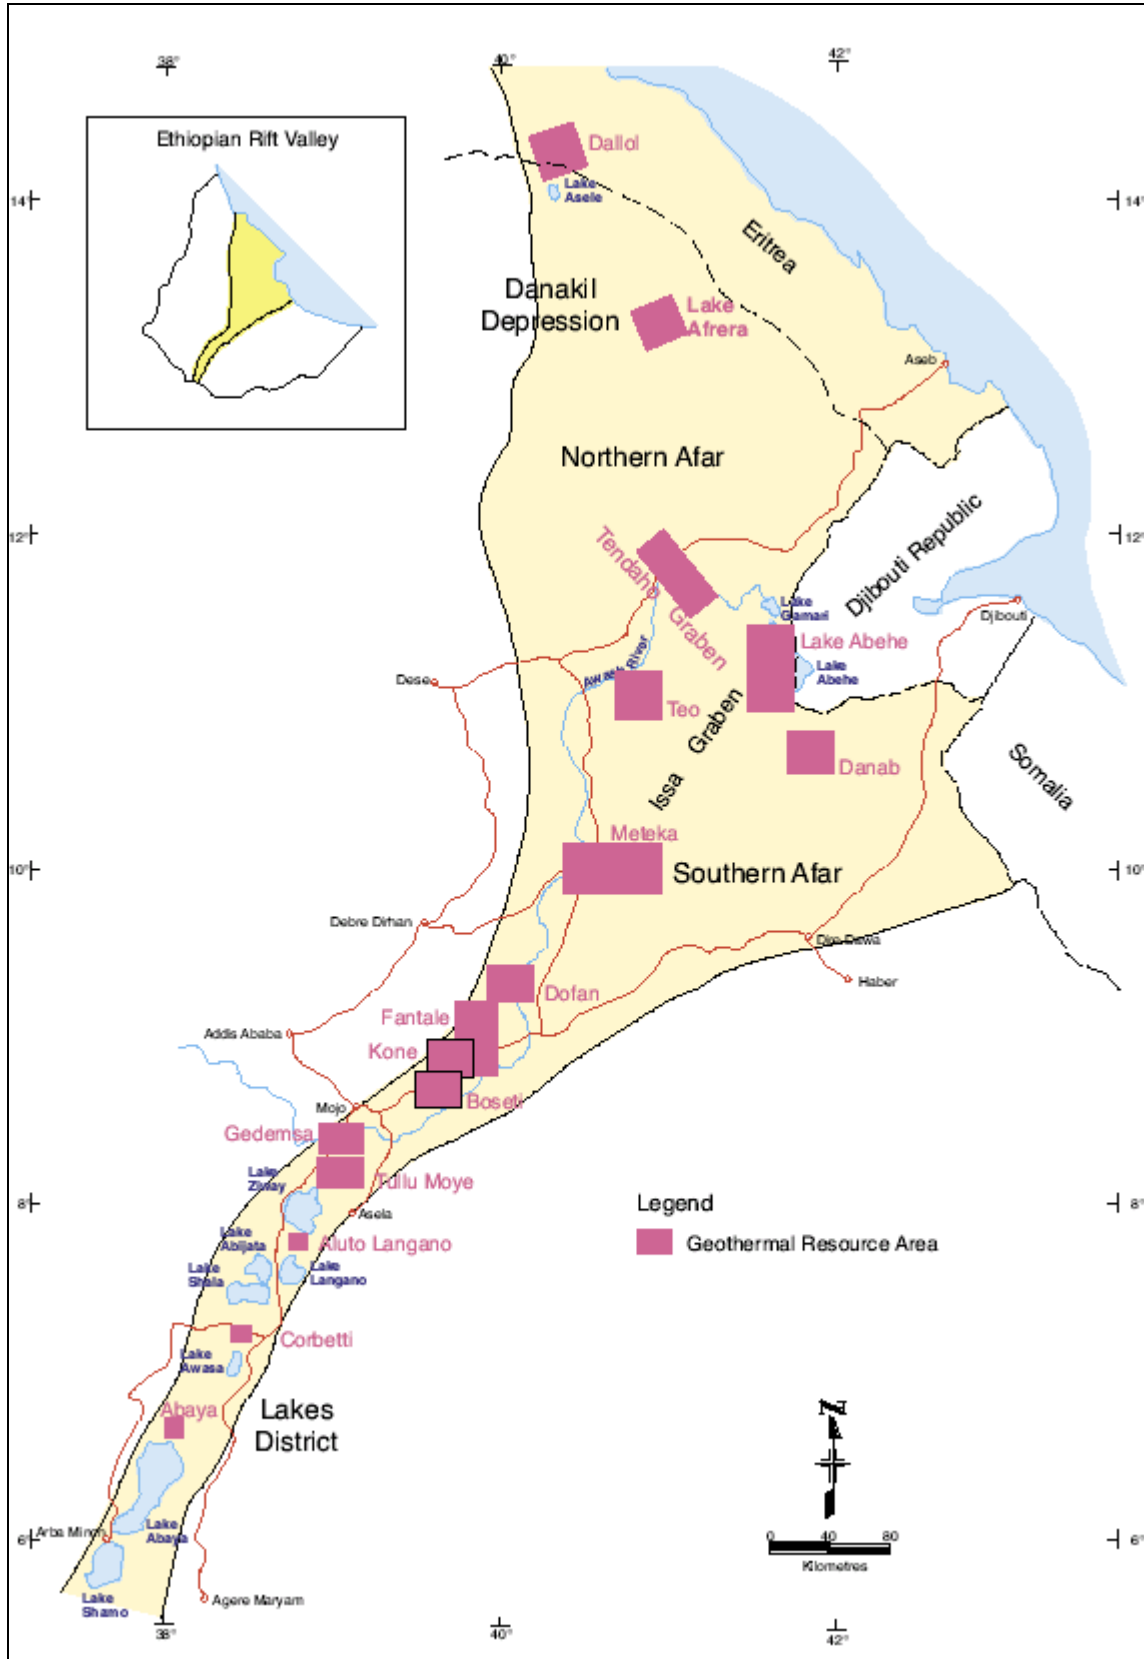 38°
40°
42°
Ethiopian Rift Valley
Dallol
Lake
Asele
14°
14°
Eritrea
Danakil
Depression
Lake
Afrera
Aseb
Northern Afar
12°
12°
Tendaho
Graben
Djibouti Republic
Lake
Gamari
Djibouti
Lake Abehe
Lake
Abehe
Awash River
Dese
Teo
Issa Graben
Danab
Somalia
Meteka
10°
10°
Southern Afar
Debre Dirhan
Dire Dawa
Haber
Dofan
Fantale
Addis Ababa
Kone
Boseti
Mojo
Gedemsa
Lake
Ziway
Tullu Moye
8°
8°
Asela
Legend
Geothermal Resource Area
Lake
Abijata
Aluto Langano
Lake
Shala
Lake
Langano
Corbetti
Lake
Awasa
Abaya
Lakes
District
N
Arba Minch
Lake
Abaya
6°
6°
0 40 80
Kilometres
Lake
Shamo
Agere Maryam
38°
40°
42°